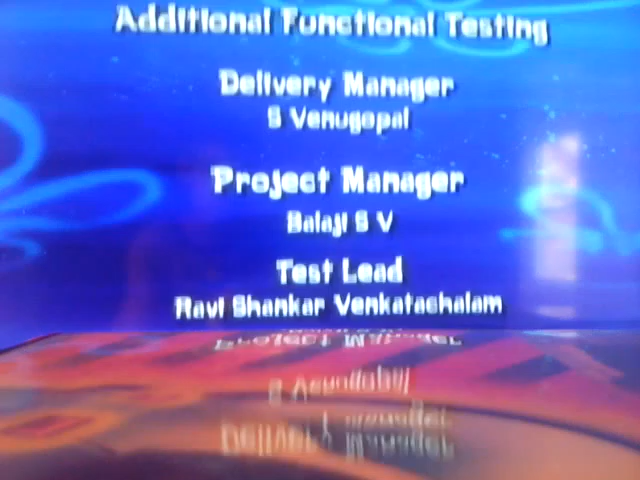 Additional Functional Testing
Delivery Manager
S Venugopal
Project Manager
Balaji S V
Test Lead
Ravi Shankar Venkatachalam